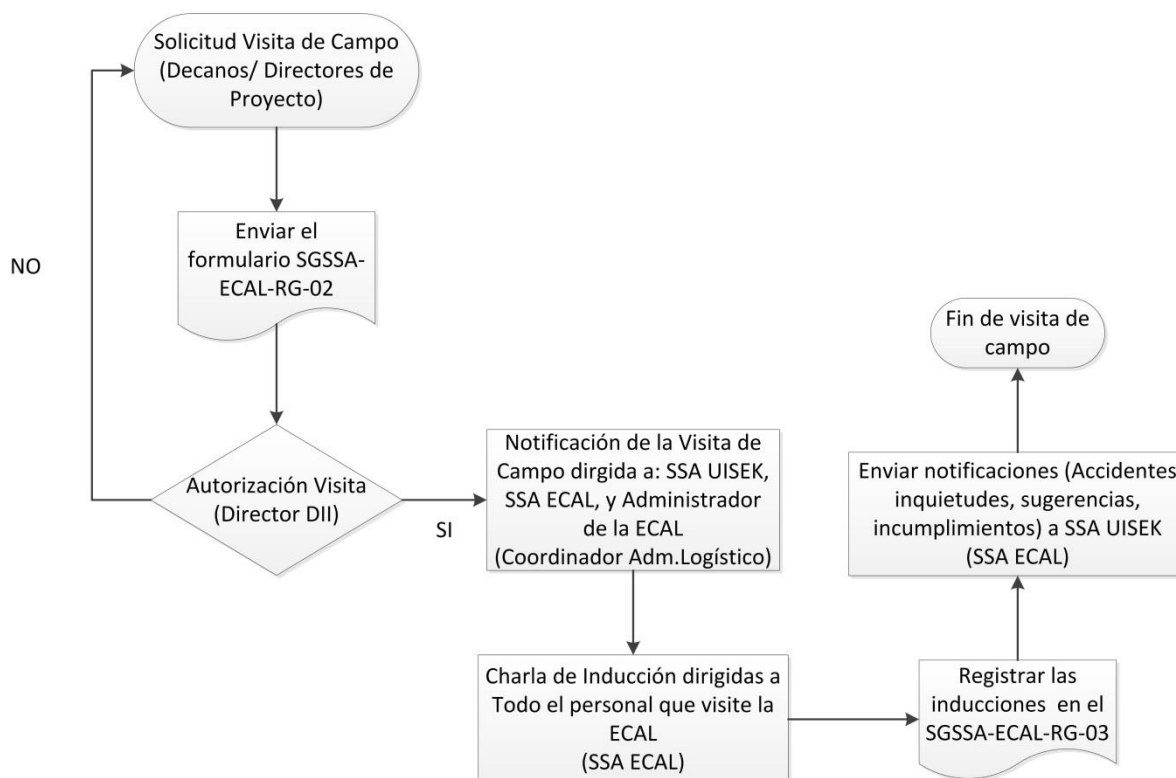 Solicitud Visita de Campo
(Decanos/ Directores de
Proyecto)
Enviar el
formulario SGSSA-
ECAL-RG-02
NO
Autorización Visita
(Director DII)
SI
Notificación de la Visita de
Campo dirgida a: SSA UISEK,
SSA ECAL, y Administrador
de la ECAL
(Coordinador Adm.Logístico)
Charla de Inducción dirigidas a
Todo el personal que visite la
ECAL
(SSA ECAL)
Registrar las
inducciones en el
SGSSA-ECAL-RG-03
Enviar notificaciones (Accidentes
inquietudes, sugerencias,
incumplimientos) a SSA UISEK
(SSA ECAL)
Fin de visita de
campo